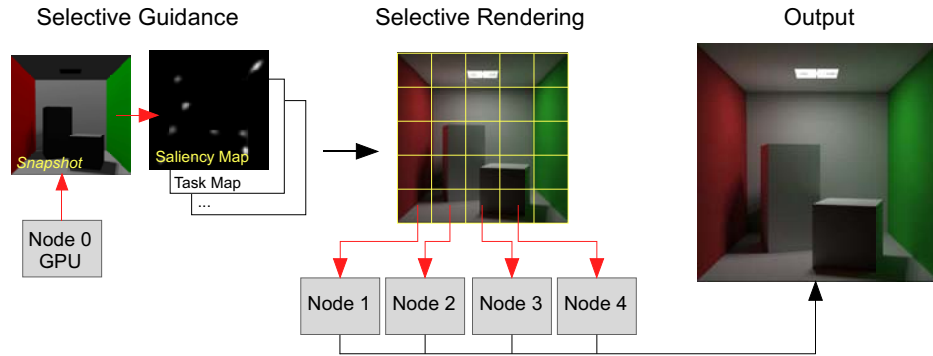 Selective Guidance
Selective Rendering
Output
Snapshot
Saliency Map
Task Map
...
Node 0
GPU
Node 1
Node 2
Node 3
Node 4